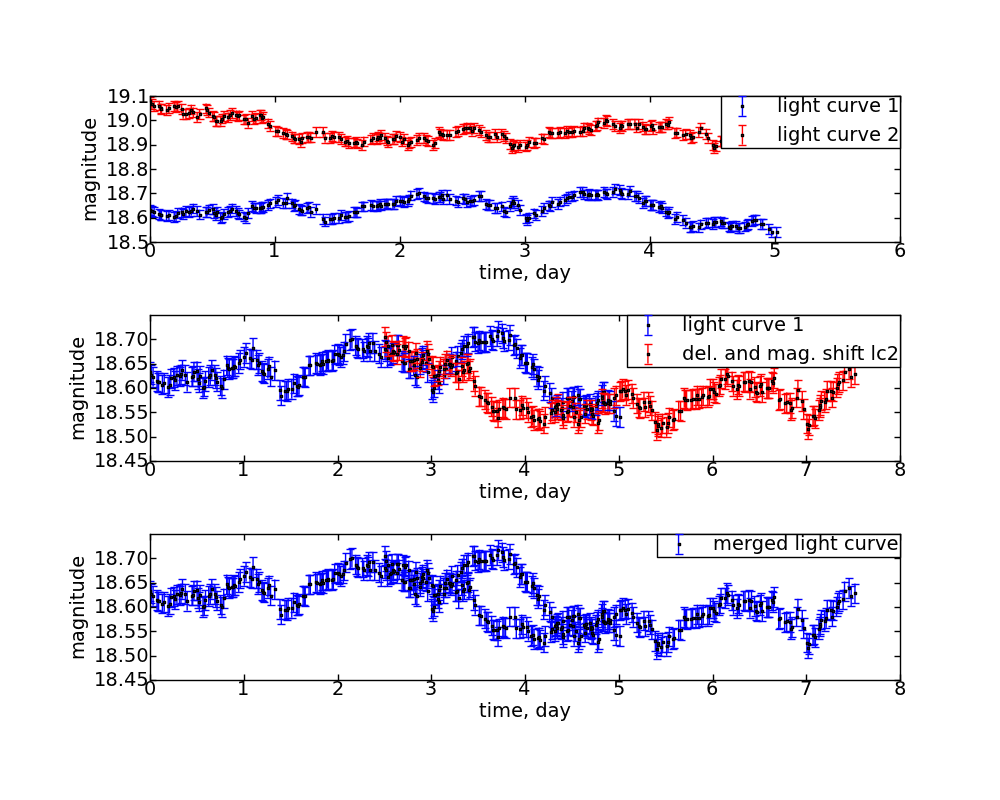 19.1
19.0
18.9
18.8
18.7
18.6
18.5
magnitude
light curve 1
light curve 2
0 1 2 3 4 5 6
time, day
18.70
18.65
18.60
18.55
18.50
18.45
magnitude
light curve 1
del. and mag. shift lc2
0 1 2 3 4 5 6 7 8
time, day
18.70
18.65
18.60
18.55
18.50
18.45
magnitude
merged light curve
0 1 2 3 4 5 6 7 8
time, day